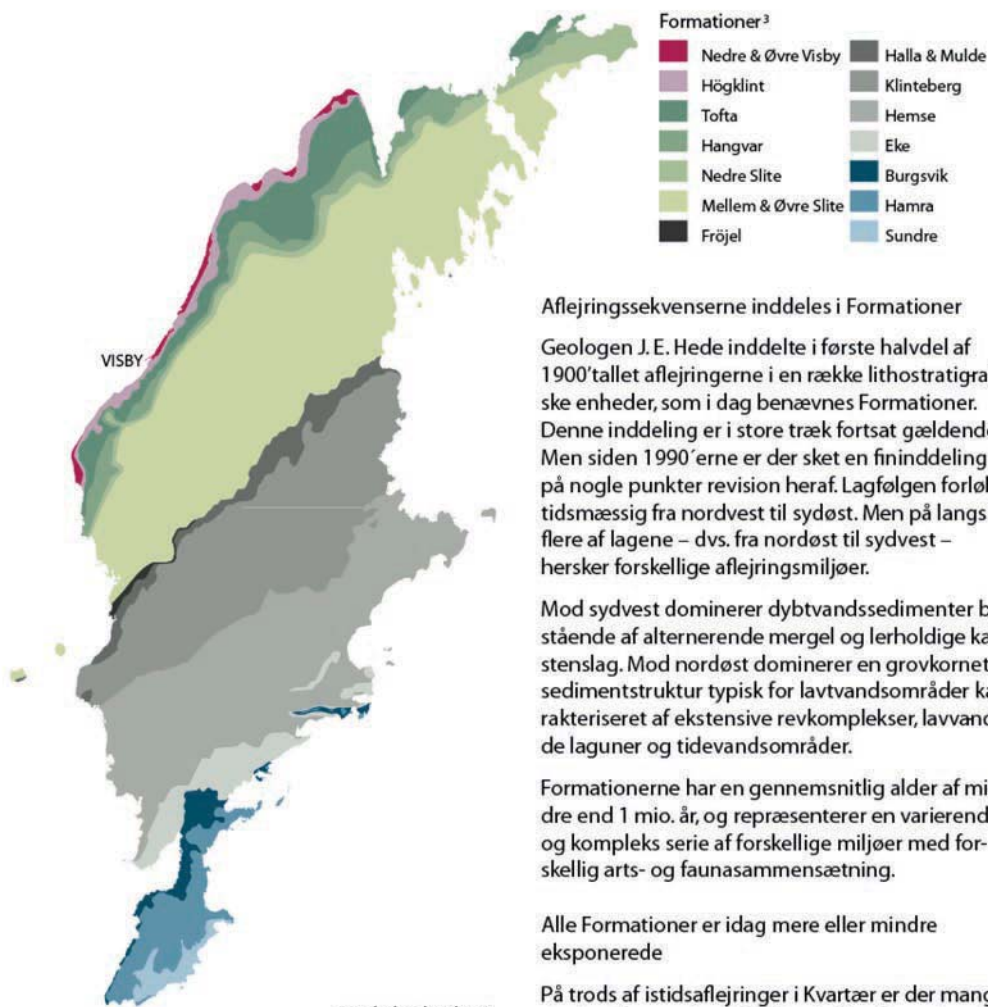 Formationer³
Nedre & Øvre Visby
Högklint
Tofta
Hangvar
Nedre Slite
Mellem & Øvre Slite
Fröjel
Halla & Mulde
Klinteberg
Hemse
Eke
Burgsvik
Hamra
Sundre
VISBY
Aflejringssekvenserne inddeles i Formationer
Geologen J. E. Hede inddelte i første halvdel af
1900'tallet aflejringerne i en række lithostratigra
ske enheder, som i dag benævnes Formationer.
Denne inddeling er i store træk fortsat gældende
Men siden 1990´erne er der sket en fininddeling
på nogle punkter revision heraf. Lagfølgen forløb
tidsmæssig fra nordvest til sydøst. Men på langs
flere af lagene – dvs. fra nordøst til sydvest –
hersker forskellige aflejringsmiljøer.
Mod sydvest dominerer dybtvandssedimenter b
stående af alternerende mergel og lerholdige ka
stenslag. Mod nordøst dominerer en grovkornet
sedimentstruktur typisk for lavtvandsområder ka
rakteriseret af ekstensive revkomplekser, lavvand
de laguner og tidevandsområder.
Formationerne har en gennemsnitlig alder af mi
dre end 1 mio. år, og repræsenterer en varierend
og kompleks serie af forskellige miljøer med for-
skellig arts- og faunasammensætning.
Alle Formationer er idag mere eller mindre
eksponerede
På trods af istidsaflejringer i Kvartær er der mang